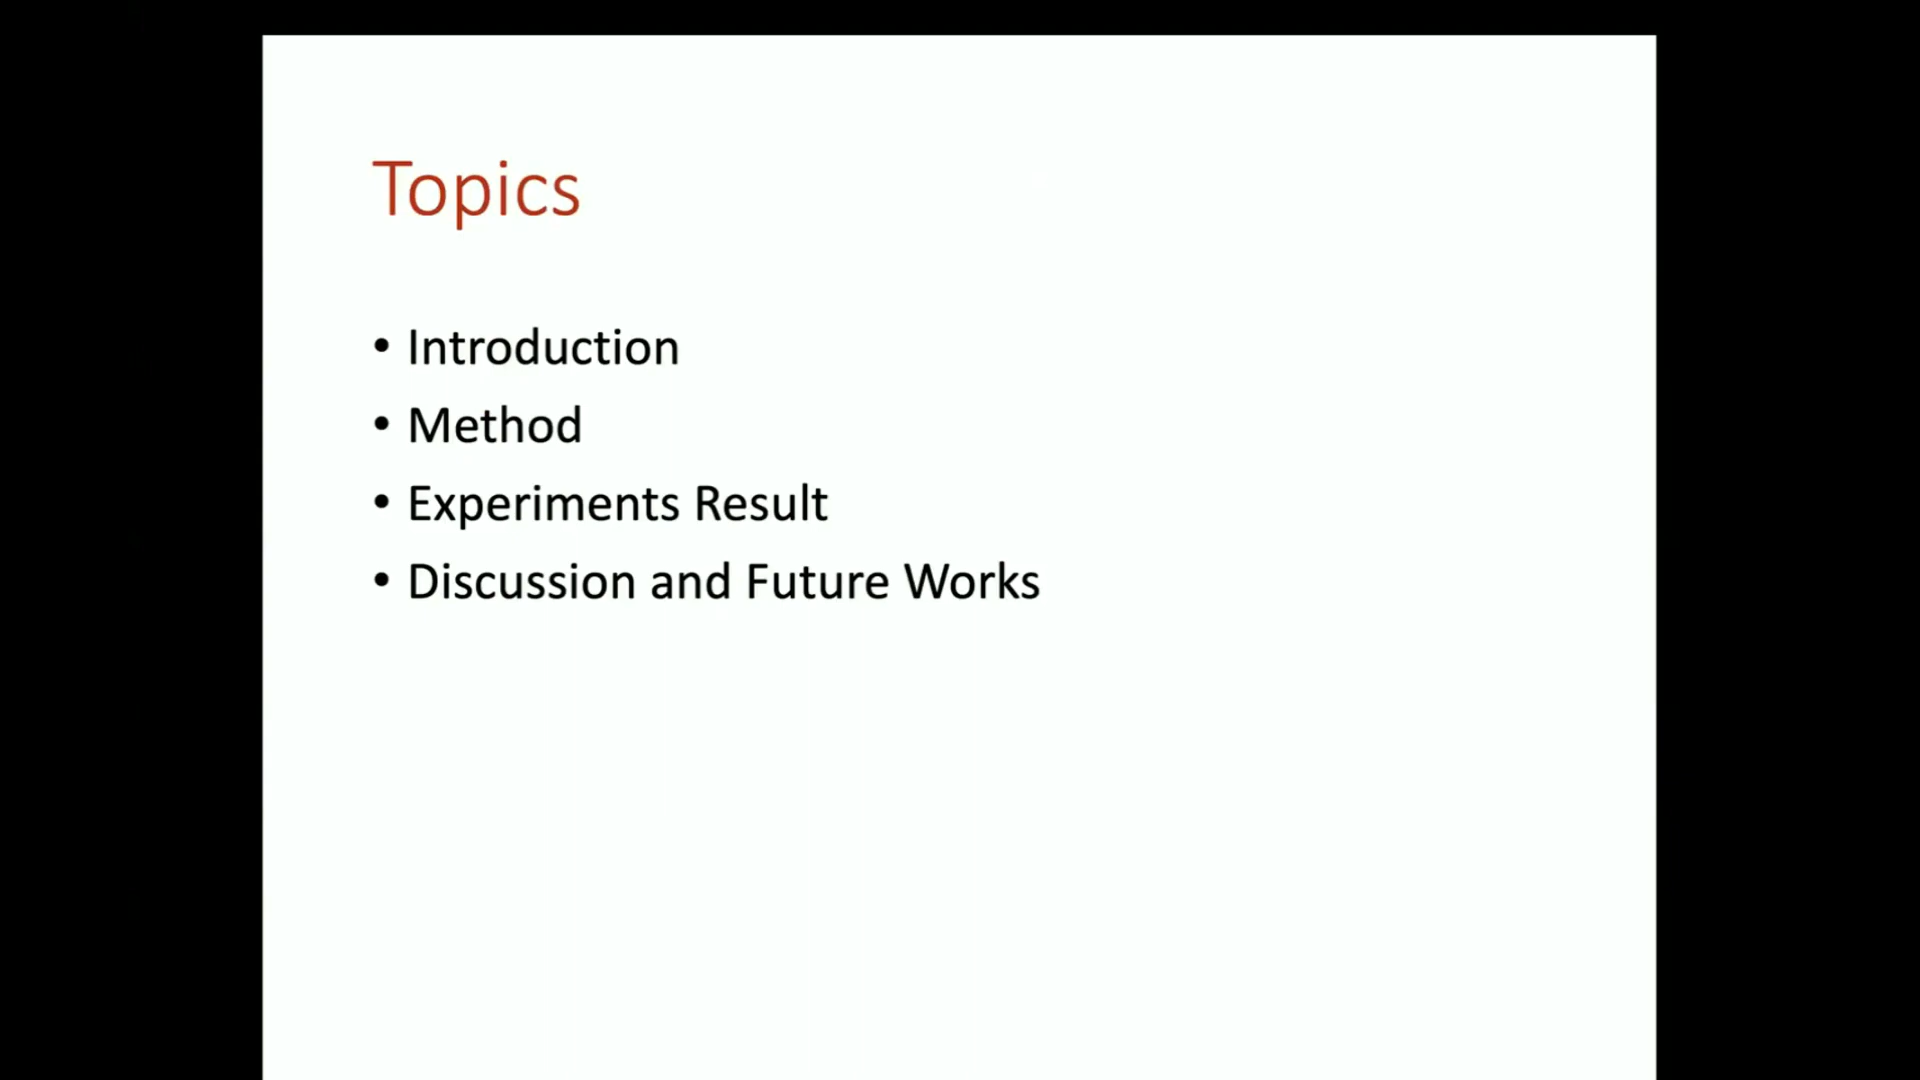 Topics
• Introduction
• Method
• Experiments Result
• Discussion and Future Works